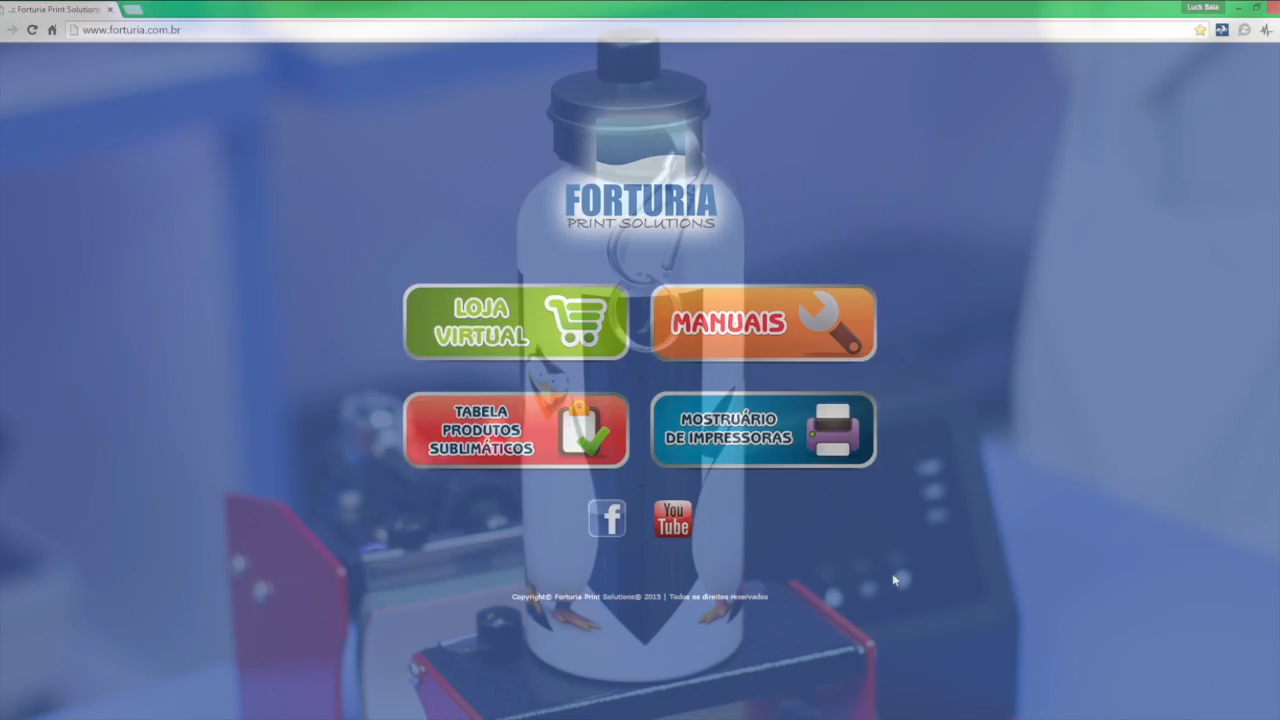 ..:: Forturia Print Solutions
Luck Baia
www.forturia.com.br
FORTURIA
PRINT SOLUTIONS
LOJA
VIRTUAL
MANUAIS
TABELA
PRODUTOS
SUBLIMÁTICOS
MOSTRUÁRIO
DE IMPRESSORAS
f
You
Tube
Copyright© Forturia Print Solutions® 2015 | Todos os direitos reservados